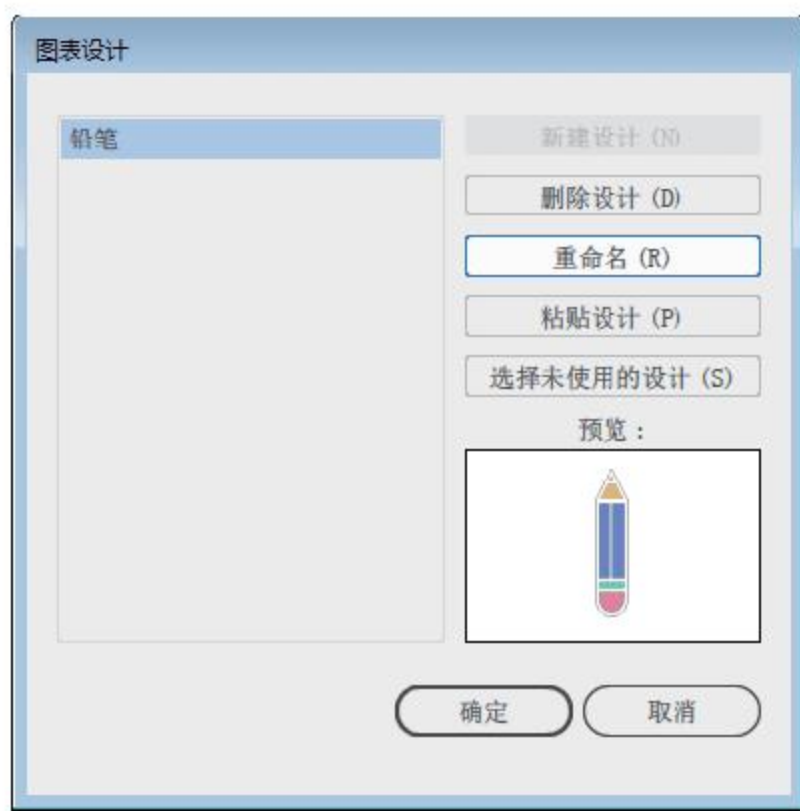 图表设计
铅笔
新建设计 (N)
删除设计 (D)
重命名 (R)
粘贴设计 (P)
选择未使用的设计 (S)
预览：
确定
取消